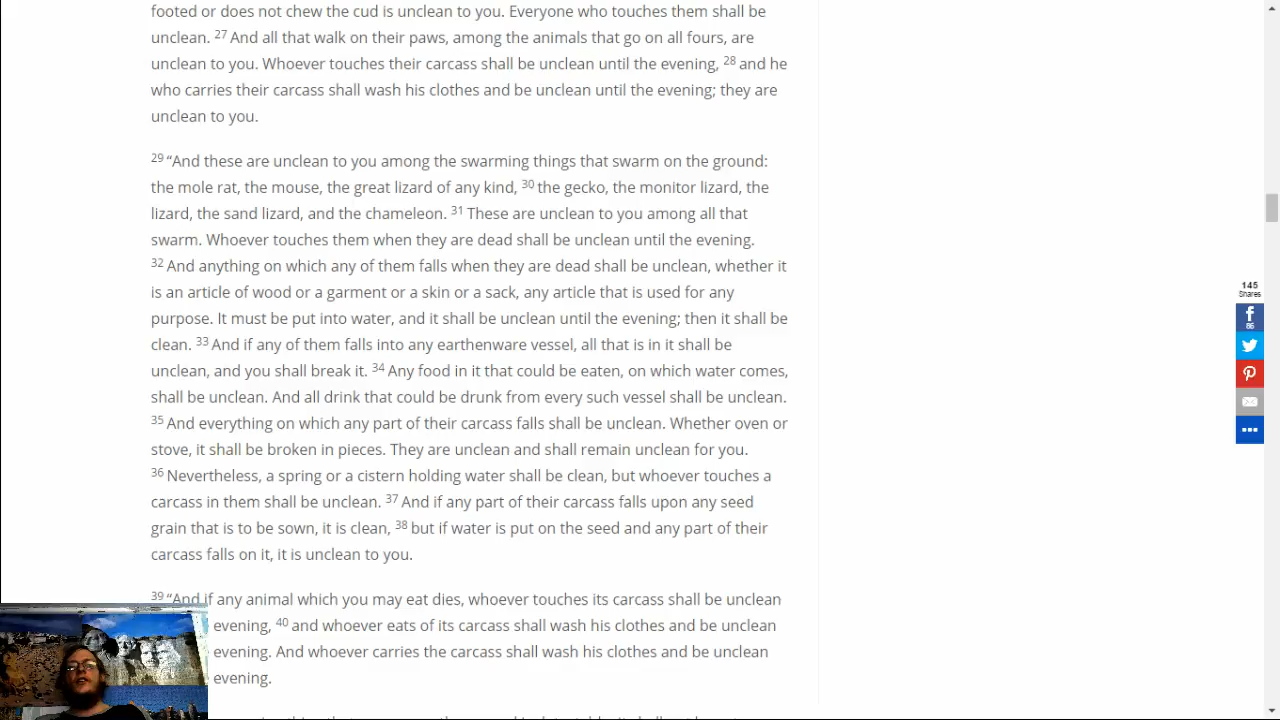 footed or does not chew the cud is unclean to you. Everyone who touches them shall be
unclean. 27 And all that walk on their paws, among the animals that go on all fours, are
unclean to you. Whoever touches their carcass shall be unclean until the evening, 28 and he
who carries their carcass shall wash his clothes and be unclean until the evening; they are
unclean to you.
29 “And these are unclean to you among the swarming things that swarm on the ground:
the mole rat, the mouse, the great lizard of any kind, 30 the gecko, the monitor lizard, the
lizard, the sand lizard, and the chameleon. 31 These are unclean to you among all that
swarm. Whoever touches them when they are dead shall be unclean until the evening.
32 And anything on which any of them falls when they are dead shall be unclean, whether it
is an article of wood or a garment or a skin or a sack, any article that is used for any
purpose. It must be put into water, and it shall be unclean until the evening; then it shall be
clean. 33 And if any of them falls into any earthenware vessel, all that is in it shall be
unclean, and you shall break it. 34 Any food in it that could be eaten, on which water comes,
shall be unclean. And all drink that could be drunk from every such vessel shall be unclean.
35 And everything on which any part of their carcass falls shall be unclean. Whether oven or
stove, it shall be broken in pieces. They are unclean and shall remain unclean for you.
36 Nevertheless, a spring or a cistern holding water shall be clean, but whoever touches a
carcass in them shall be unclean. 37 And if any part of their carcass falls upon any seed
grain that is to be sown, it is clean, 38 but if water is put on the seed and any part of their
carcass falls on it, it is unclean to you.
39 “And if any animal which you may eat dies, whoever touches its carcass shall be unclean
evening, 40 and whoever eats of its carcass shall wash his clothes and be unclean
evening. And whoever carries the carcass shall wash his clothes and be unclean
evening.
145
Shares
86